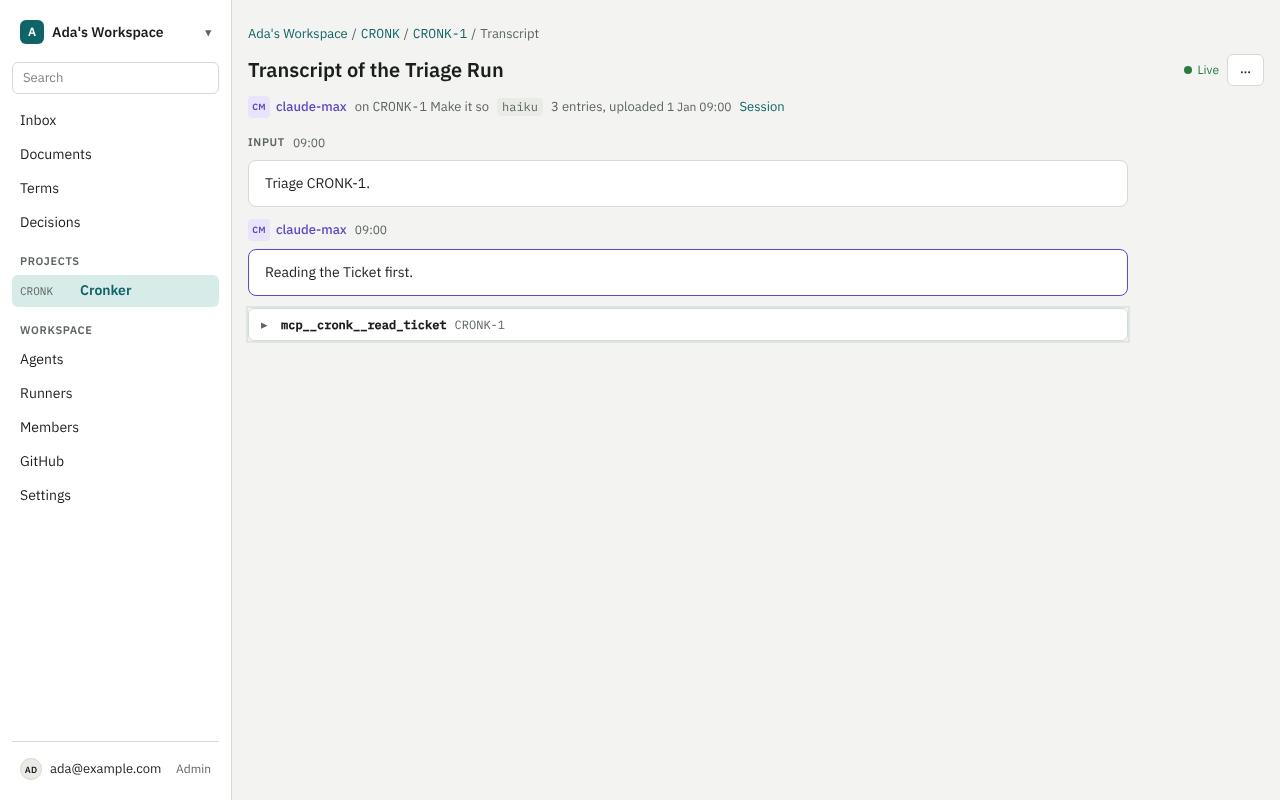 A Ada's Workspace ▾
Search
Inbox
Documents
Terms
Decisions
PROJECTS
CRONK Cronker
WORKSPACE
Agents
Runners
Members
GitHub
Settings
AD ada@example.com Admin
Ada's Workspace / CRONK / CRONK-1 / Transcript
Transcript of the Triage Run
Live ...
CM claude-max on CRONK-1 Make it so haiku 3 entries, uploaded 1 Jan 09:00 Session
INPUT 09:00
Triage CRONK-1.
CM claude-max 09:00
Reading the Ticket first.
▸ mcp__cronk__read_ticket CRONK-1